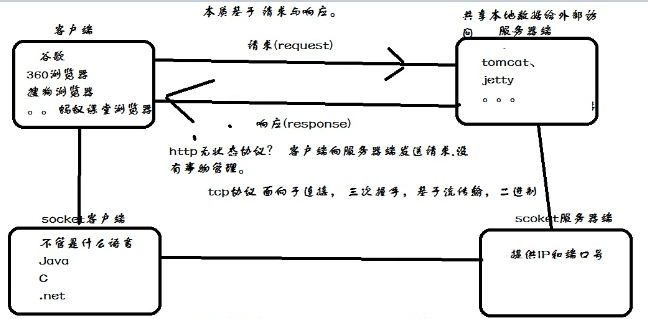 本质基于 请求与响应。
共享本地数据给外部访
问 服务器端
客户端
请求(request)
谷歌
360浏览器
搜狗浏览器
。。 蚂蚁课堂浏览器
tomcat、
jetty
。。。
响应(response)
http无状态协议? 客户端向服务器端发送请求,没
有事物管理。
tcp协议 面向于连接, 三次握手, 基于流传输, 二进制
socket客户端
scoket服务器端
不管是什么语言
Java
C
.net
提供IP和端口号